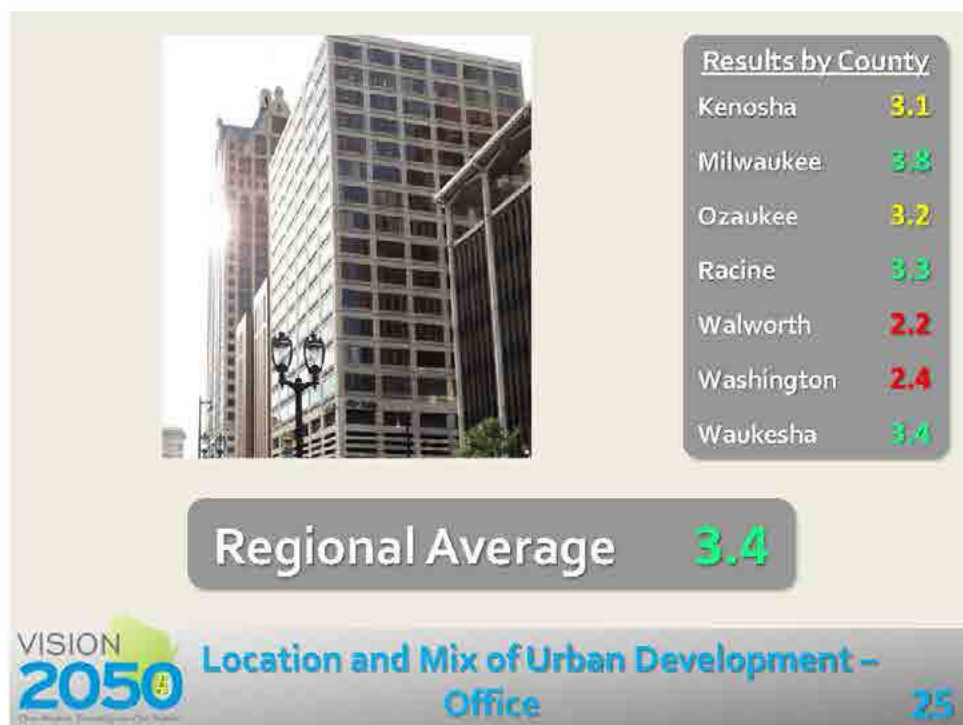 Results by County
Kenosha 3.1
Milwaukee 3.8
Ozaukee 3.2
Racine 3.3
Walworth 2.2
Washington 2.4
Waukesha 3.4
Regional Average 3.4
VISION
2050
Location and Mix of Urban Development –
Office
25